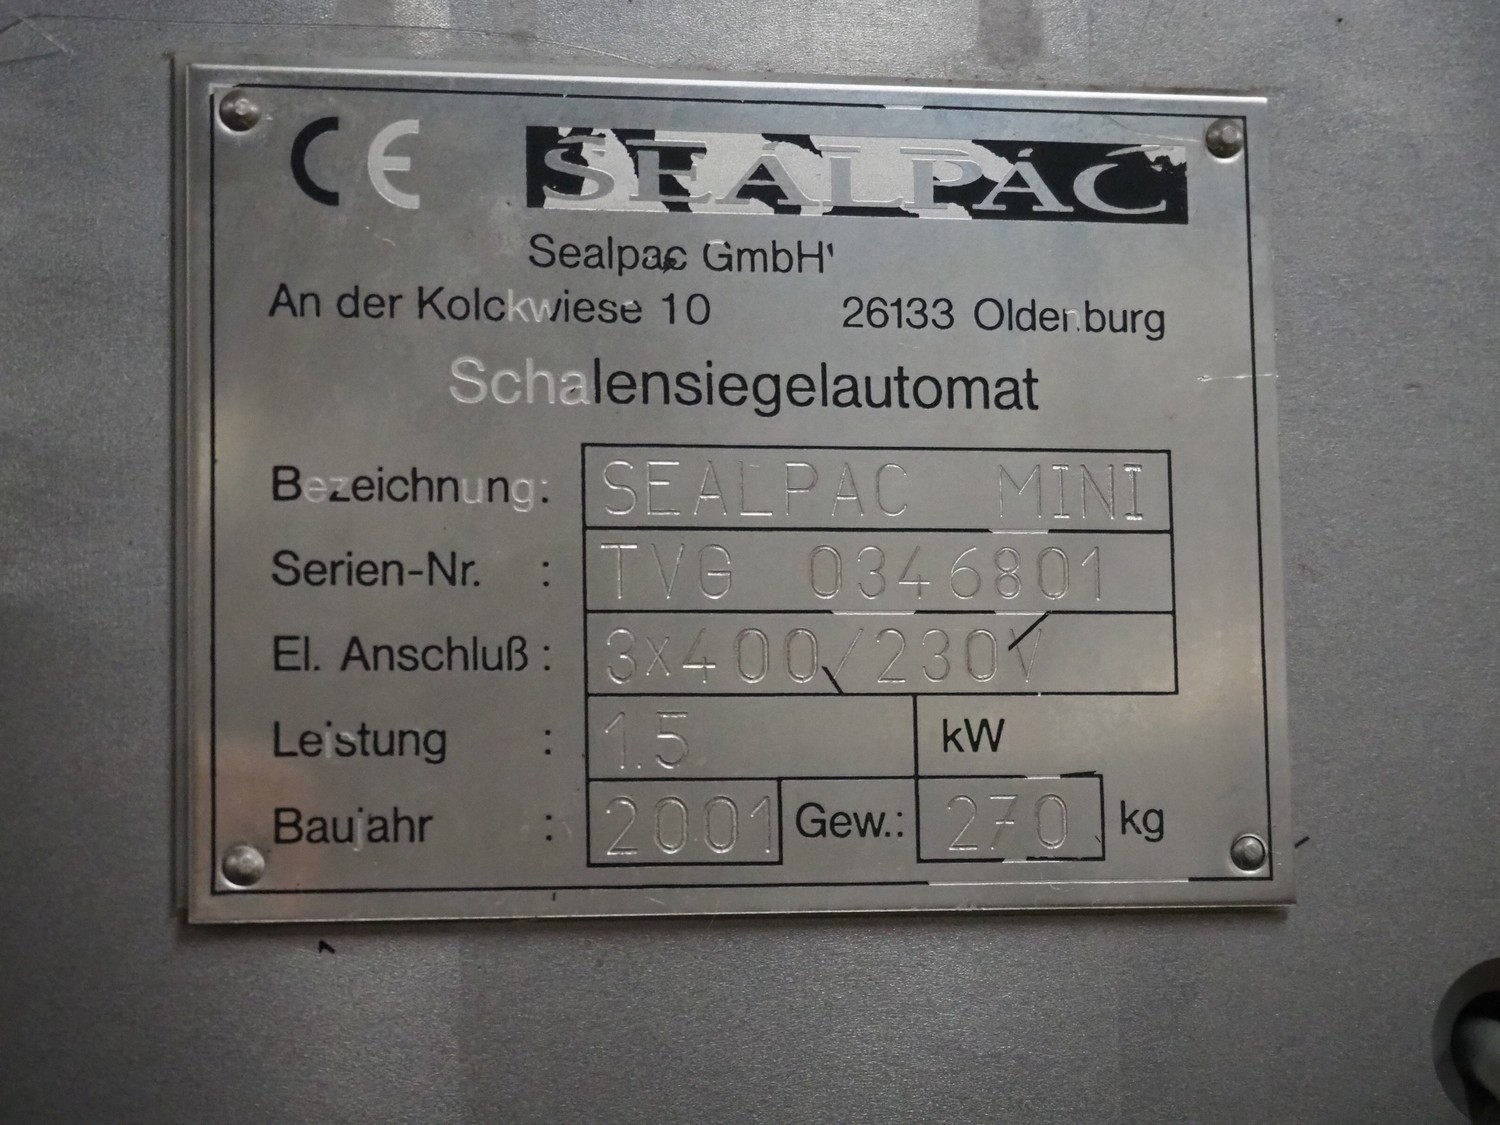 CE SEALPAC
Sealpac GmbH
An der Kolckwiese 10 26133 Oldenburg
Schalensiegelautomat
Bezeichnung: SEALPAC MINI
Serien-Nr. : TVG 0346801
El. Anschluß : 3x400/230V
Leistung : 1.5 kW
Baujahr : 2001 Gew.: 270 kg